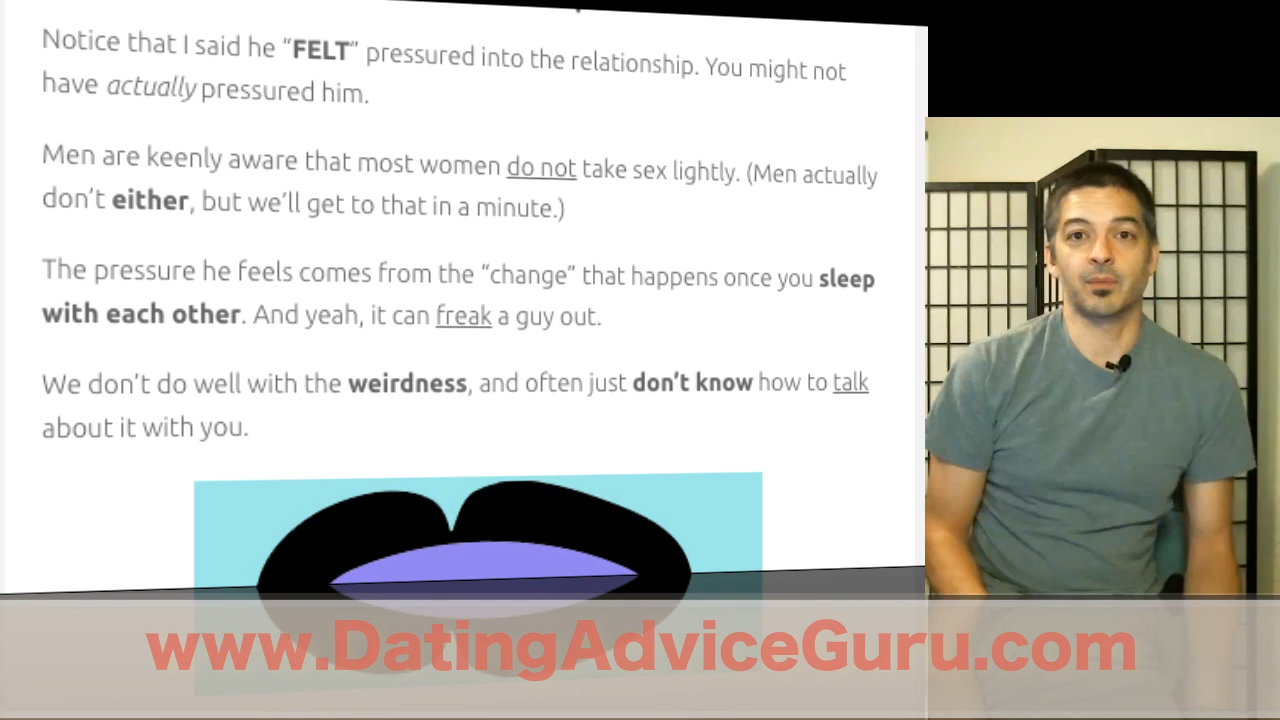 Notice that I said he “FELT” pressured into the relationship. You might not
have actually pressured him.
Men are keenly aware that most women do not take sex lightly. (Men actually
don’t either, but we’ll get to that in a minute.)
The pressure he feels comes from the “change” that happens once you sleep
with each other. And yeah, it can freak a guy out.
We don’t do well with the weirdness, and often just don’t know how to talk
about it with you.
www.DatingAdviceGuru.com